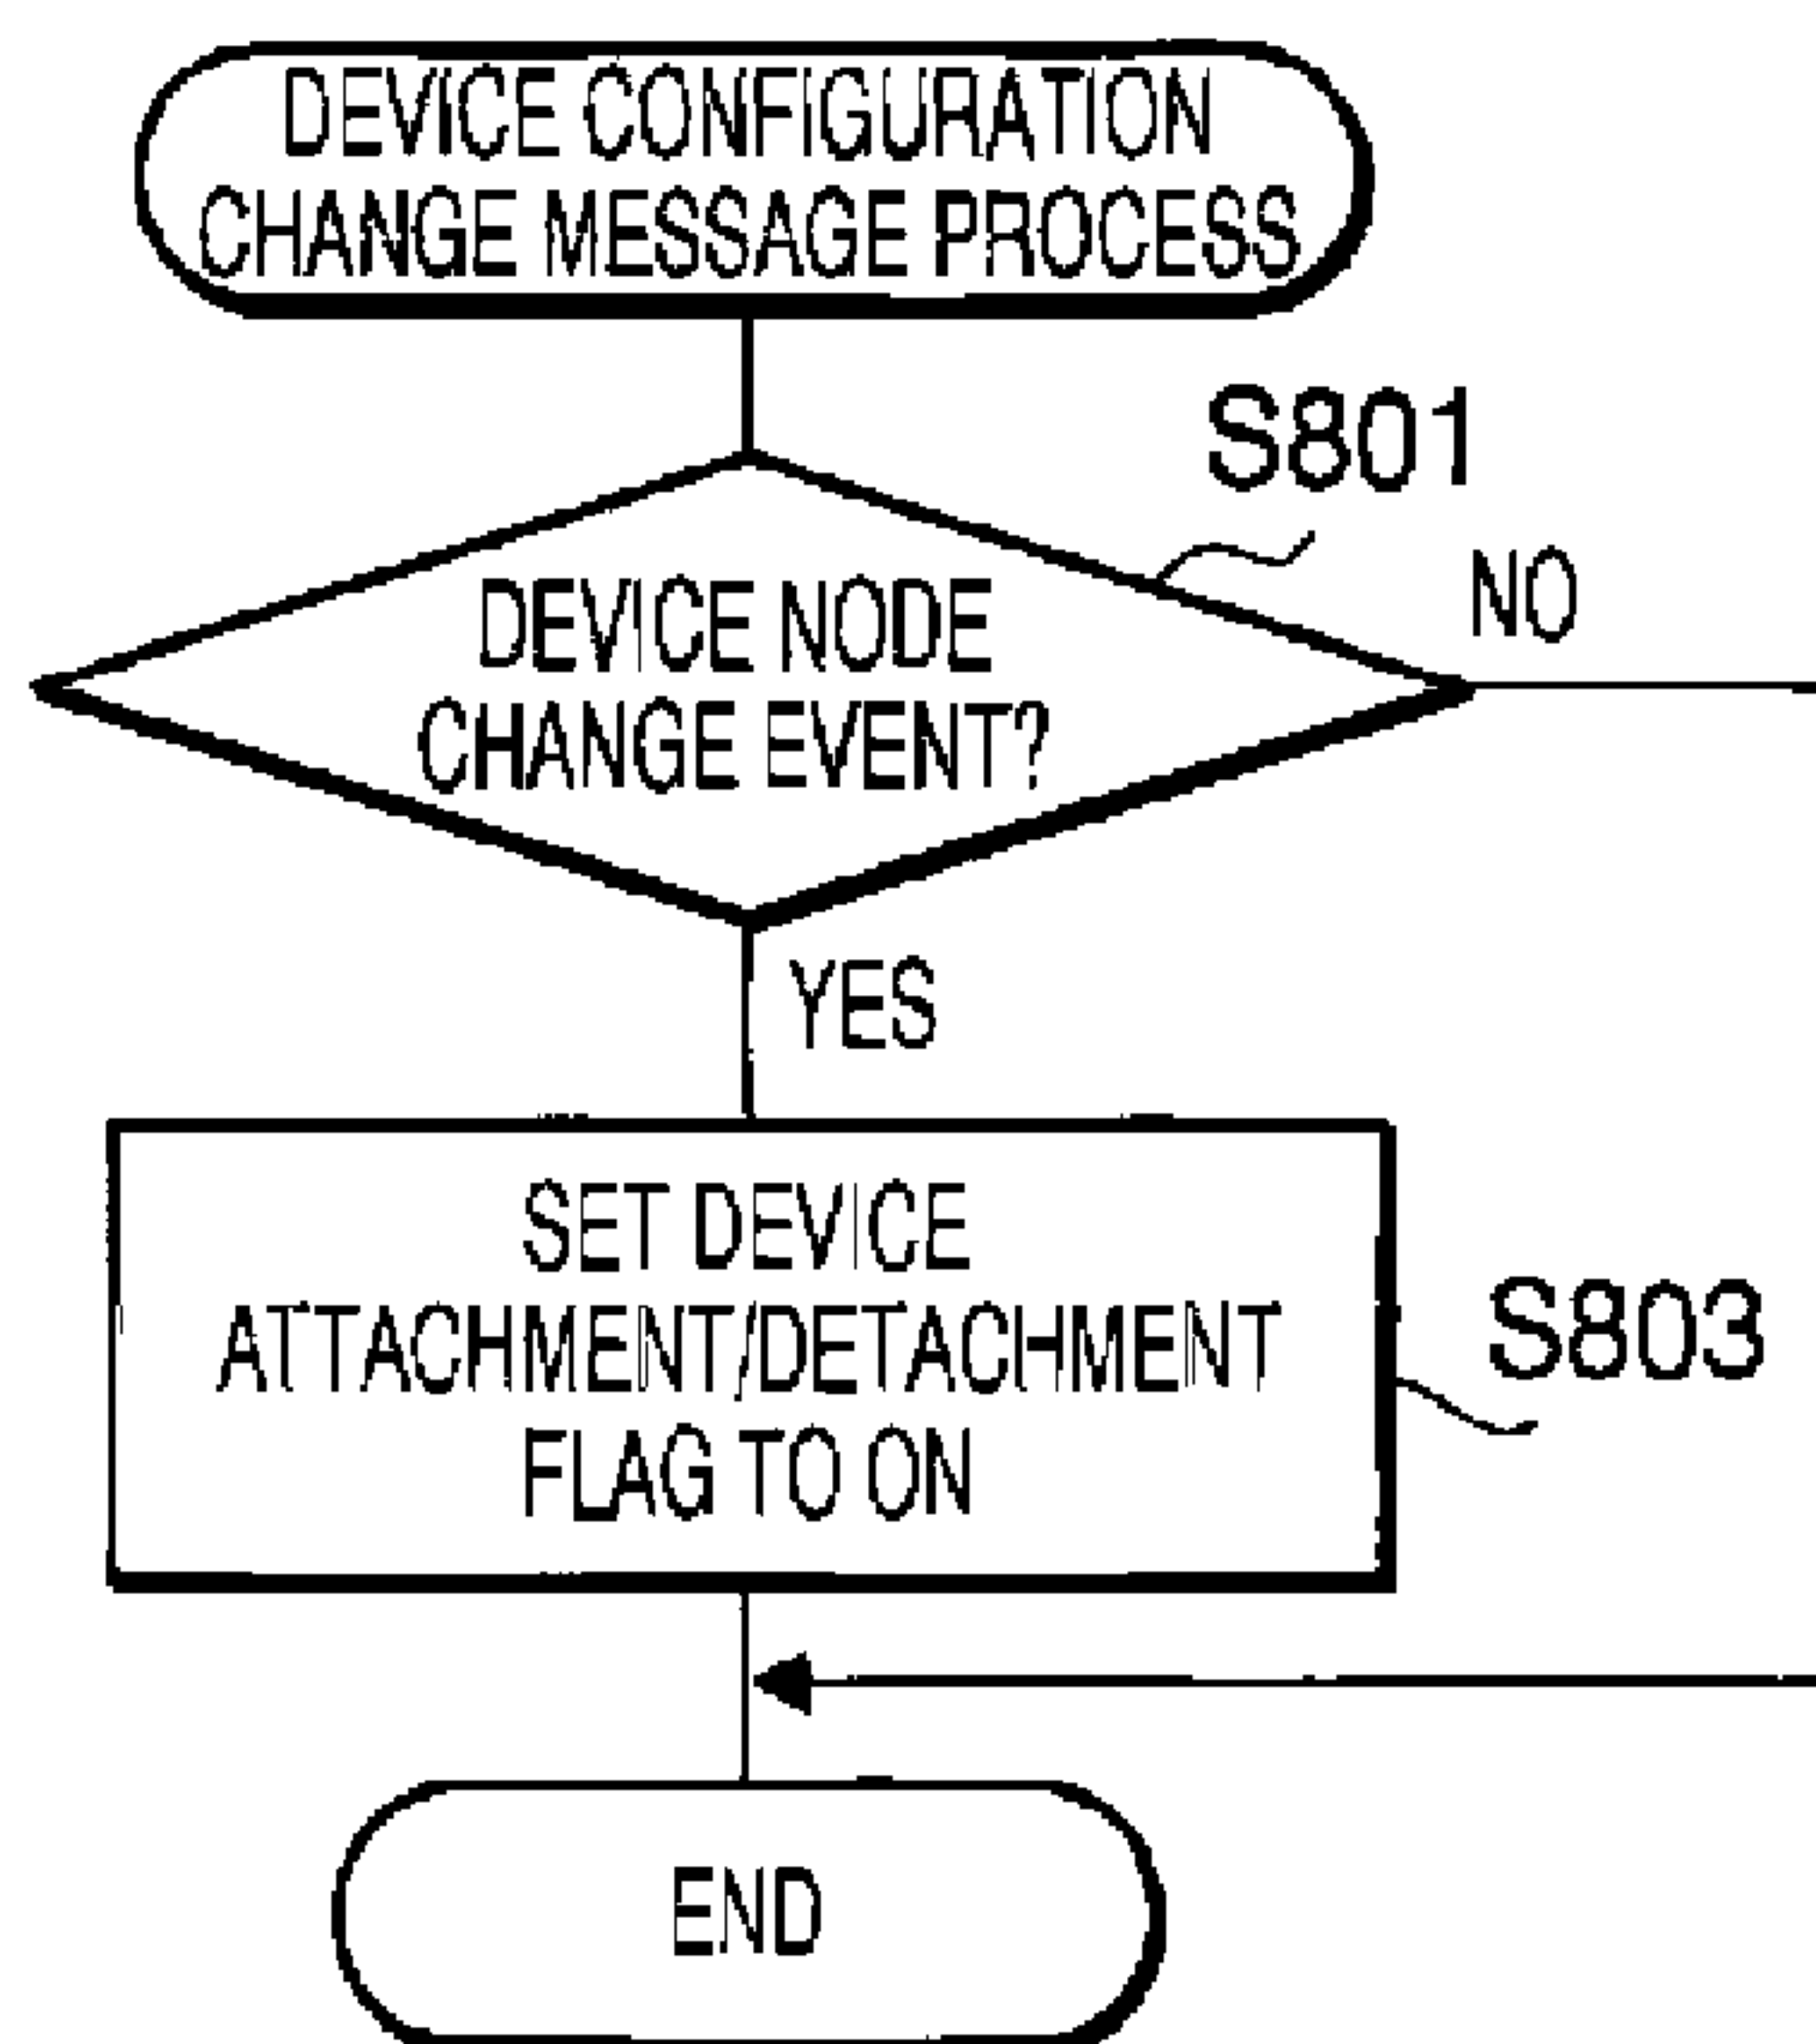 DEVICE CONFIGURATION
CHANGE MESSAGE PROCESS
S801
DEVICE NODE
CHANGE EVENT?
NO
YES
SET DEVICE
ATTACHMENT/DETACHMENT
FLAG TO ON
S803
END